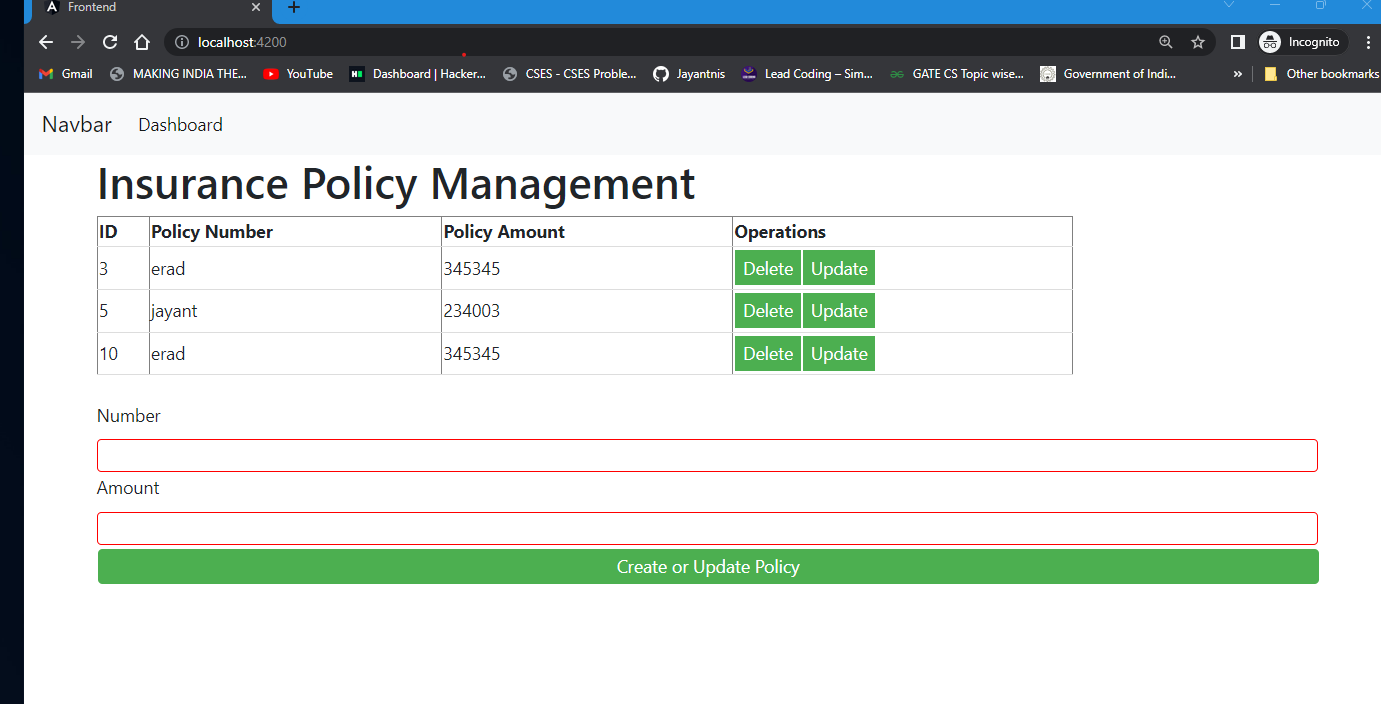 Frontend
localhost:4200
Incognito
Gmail MAKING INDIA THE... YouTube Dashboard | Hacker... CSES - CSES Proble... Jayantnis Lead Coding – Sim... GATE CS Topic wise... Government of Indi... » Other bookmarks
Navbar Dashboard
Insurance Policy Management
ID Policy Number Policy Amount Operations
3 erad 345345 Delete Update
5 jayant 234003 Delete Update
10 erad 345345 Delete Update
Number
Amount
Create or Update Policy